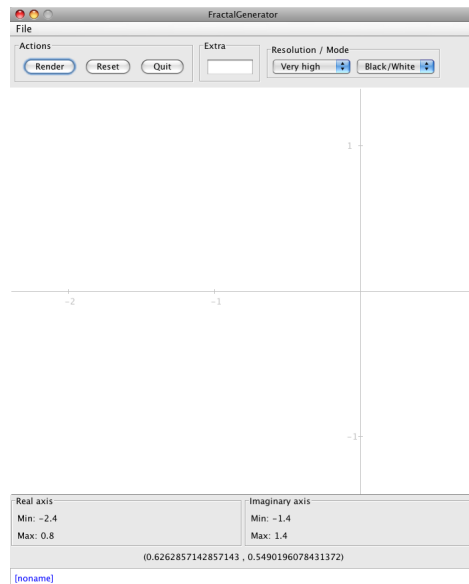 FractalGenerator
File
Actions
Extra
Resolution / Mode
Render Reset Quit
Very high Black/White
1
-2 -1
-1
Real axis
Imaginary axis
Min: -2.4
Min: -1.4
Max: 0.8
Max: 1.4
(0.6262857142857143 , 0.5490196078431372)
[noname]